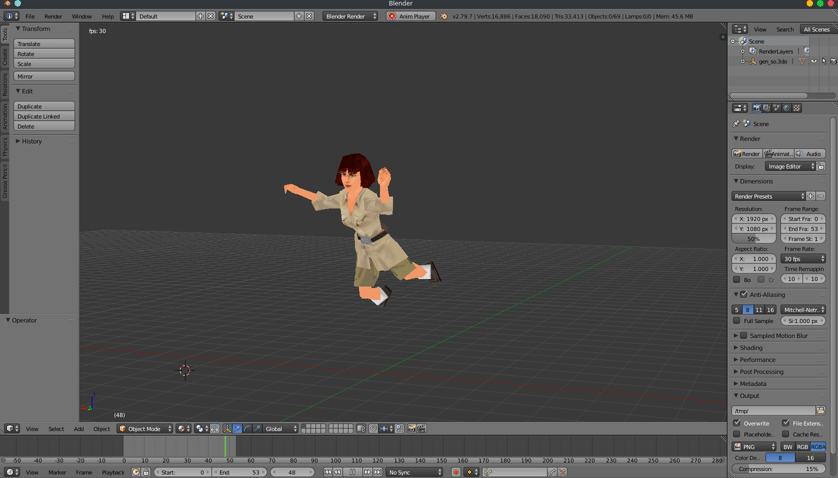 Blender
File Render Window Help Default Scene Blender Render Anim Player v2.79.7 | Verts:16,886 | Faces:18,090 | Tris:33,413 | Objects:0/69 | Lamps:0/0 | Mem: 45.6 MB
Tools
Create
Relations
Animation
Physics
Grease Pencil
Transform
Translate
Rotate
Scale
Mirror
Edit
Duplicate
Duplicate Linked
Delete
History
Operator
fps: 30
(48)
View Select Add Object Object Mode Global
-50 -40 -30 -20 -10 0 10 20 30 40 50 60 70 80 90 100 110 120 130 140 150 160 170 180 190 200 210 220 230 240 250 260 270 280
View Marker Frame Playback Start: 0 End: 53 48 No Sync
View Search All Scenes
Scene
RenderLayers
gen_so.3do
Scene
Render
Render Animat Audio
Display: Image Editor
Dimensions
Render Presets
Resolution: Frame Range:
X: 1920 px Start Fra: 0
Y: 1080 px End Fra: 53
50% Frame St: 1
Aspect Ratio: Frame Rate:
X: 1.000 30 fps
Y: 1.000 Time Remappin
Bo Cr 10 10
Anti-Aliasing
5 8 11 16 Mitchell-Netr
Full Sample Si:1.000 px
Sampled Motion Blur
Shading
Performance
Post Processing
Metadata
Output
/tmp/
Overwrite File Extens..
Placeholde.. Cache Res..
PNG BW RGB RGBA
Color De.. 8 16
Compression: 15%